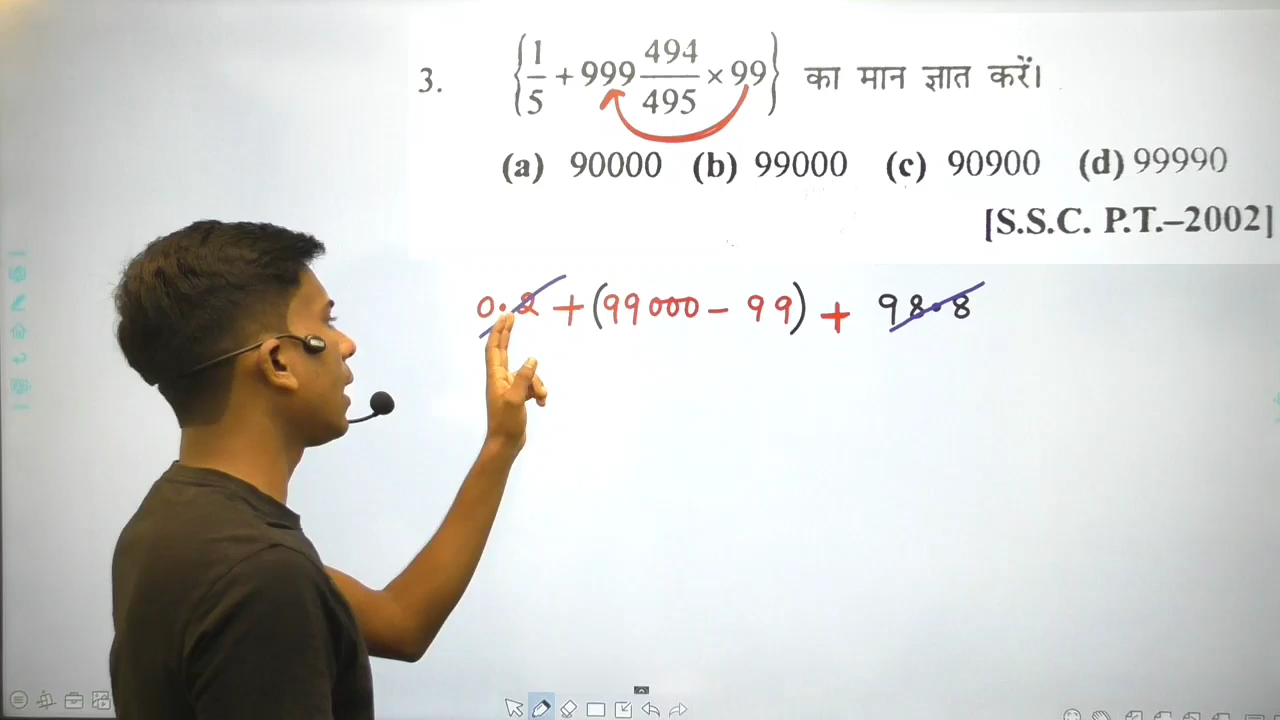 3. {1/5 + 999 494/495 × 99} का मान ज्ञात करें।
(a) 90000 (b) 99000 (c) 90900 (d) 99990
[S.S.C. P.T.–2002]
0.2 + (99000 – 99) + 98.8